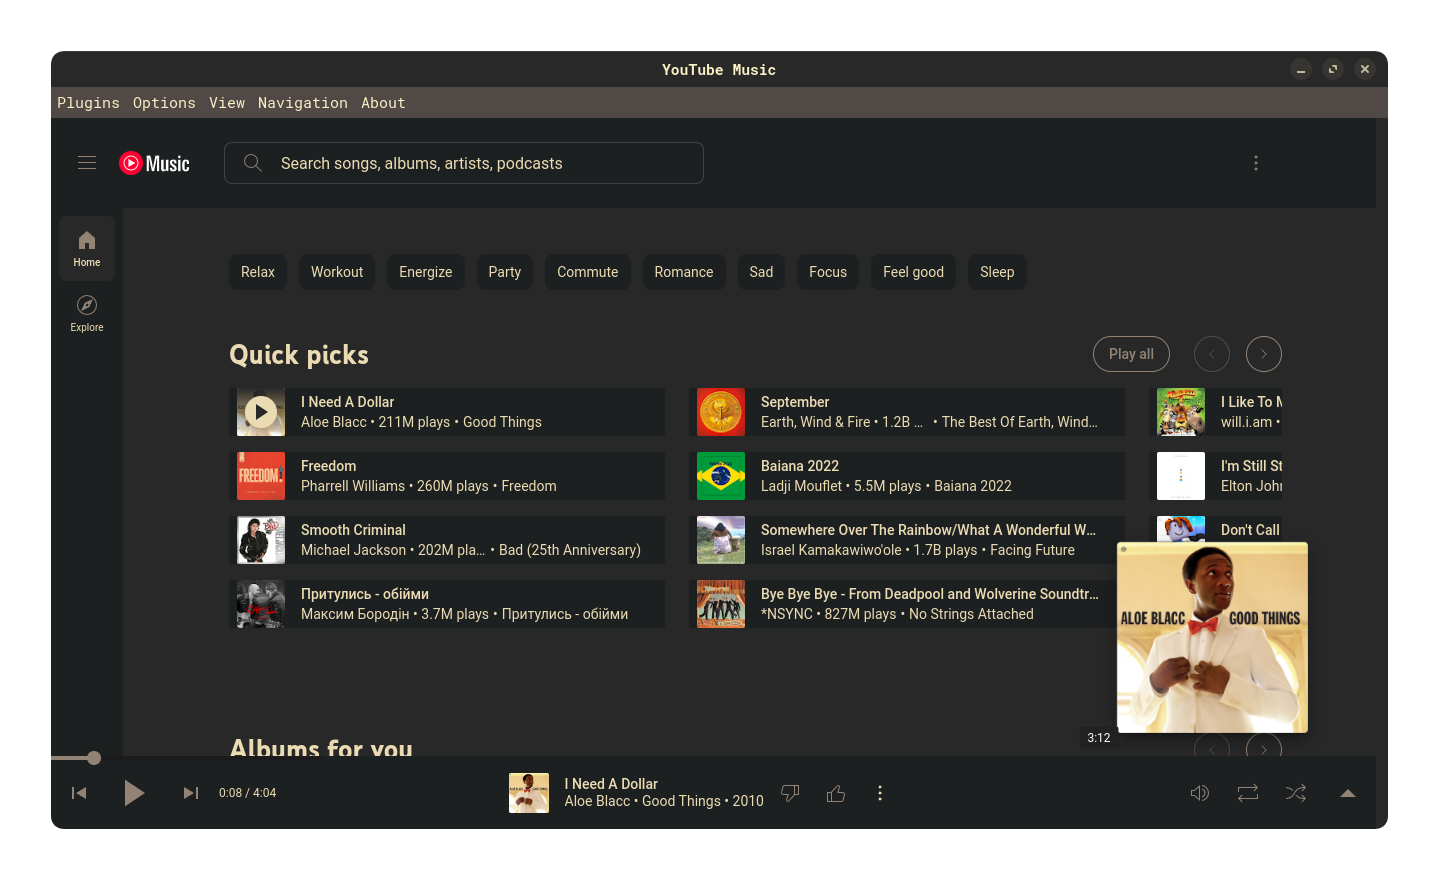 YouTube Music
Plugins Options View Navigation About
Music
Search songs, albums, artists, podcasts
Home
Explore
Relax Workout Energize Party Commute Romance Sad Focus Feel good Sleep
Quick picks
Play all
I Need A Dollar
Aloe Blacc • 211M plays • Good Things
September
Earth, Wind & Fire • 1.2B … • The Best Of Earth, Wind…
I Like To M
will.i.am •
Freedom
Pharrell Williams • 260M plays • Freedom
FREEDOM.
Baiana 2022
Ladji Mouflet • 5.5M plays • Baiana 2022
I'm Still St
Elton John
Smooth Criminal
Michael Jackson • 202M pla… • Bad (25th Anniversary)
Somewhere Over The Rainbow/What A Wonderful W…
Israel Kamakawiwo'ole • 1.7B plays • Facing Future
Don't Call
Притулись - обійми
Максим Бородін • 3.7M plays • Притулись - обійми
Bye Bye Bye - From Deadpool and Wolverine Soundtr…
*NSYNC • 827M plays • No Strings Attached
ALOE BLACC GOOD THINGS
Albums for you
3:12
0:08 / 4:04
I Need A Dollar
Aloe Blacc • Good Things • 2010